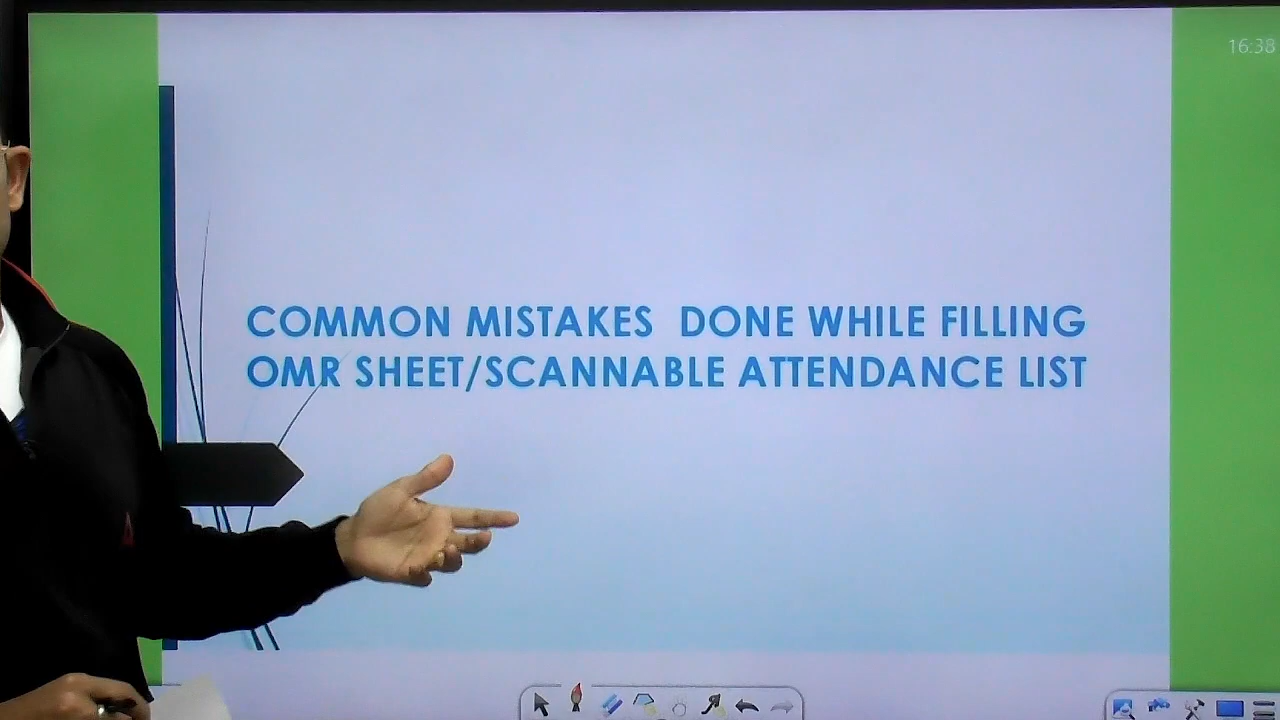 16:38
COMMON MISTAKES DONE WHILE FILLING
OMR SHEET/SCANNABLE ATTENDANCE LIST